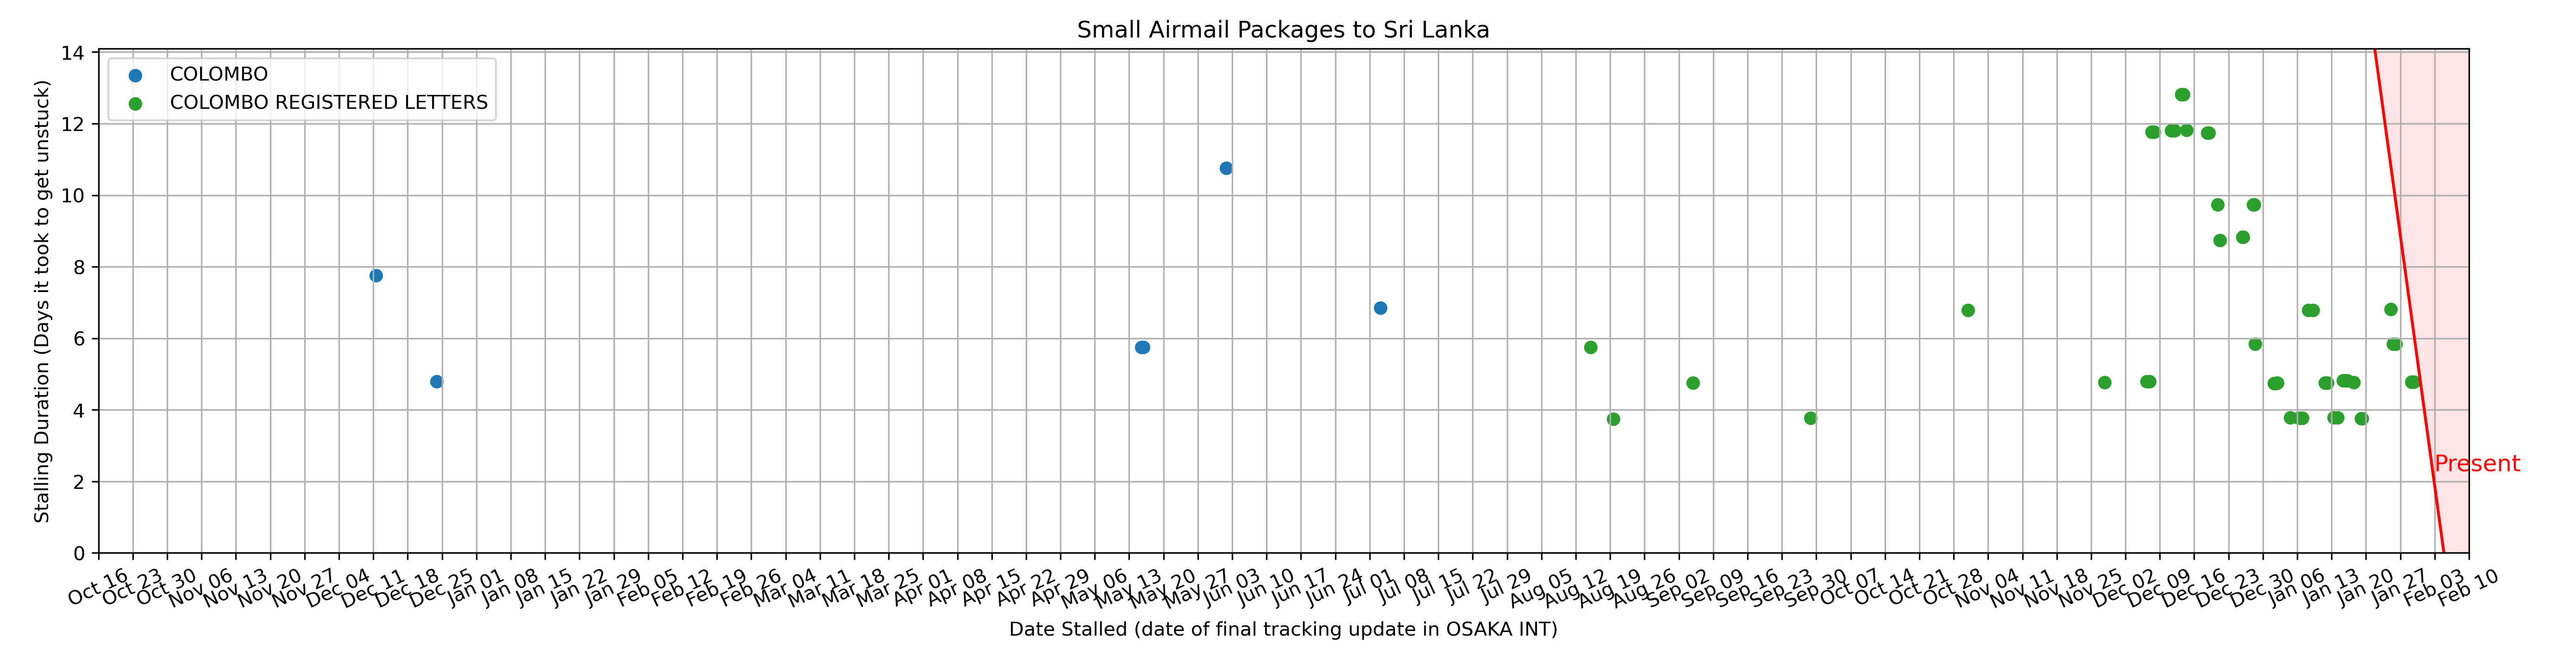 Small Airmail Packages to Sri Lanka
COLOMBO
COLOMBO REGISTERED LETTERS
Stalling Duration (Days it took to get unstuck)
14
12
10
8
6
4
2
0
Present
Oct 16
Oct 23
Oct 30
Nov 06
Nov 13
Nov 20
Nov 27
Dec 04
Dec 11
Dec 18
Dec 25
Jan 01
Jan 08
Jan 15
Jan 22
Jan 29
Feb 05
Feb 12
Feb 19
Feb 26
Mar 04
Mar 11
Mar 18
Mar 25
Apr 01
Apr 08
Apr 15
Apr 22
Apr 29
May 06
May 13
May 20
May 27
Jun 03
Jun 10
Jun 17
Jun 24
Jul 01
Jul 08
Jul 15
Jul 22
Jul 29
Aug 05
Aug 12
Aug 19
Aug 26
Sep 02
Sep 09
Sep 16
Sep 23
Sep 30
Oct 07
Oct 14
Oct 21
Oct 28
Nov 04
Nov 11
Nov 18
Nov 25
Dec 02
Dec 09
Dec 16
Dec 23
Dec 30
Jan 06
Jan 13
Jan 20
Jan 27
Feb 03
Feb 10
Date Stalled (date of final tracking update in OSAKA INT)